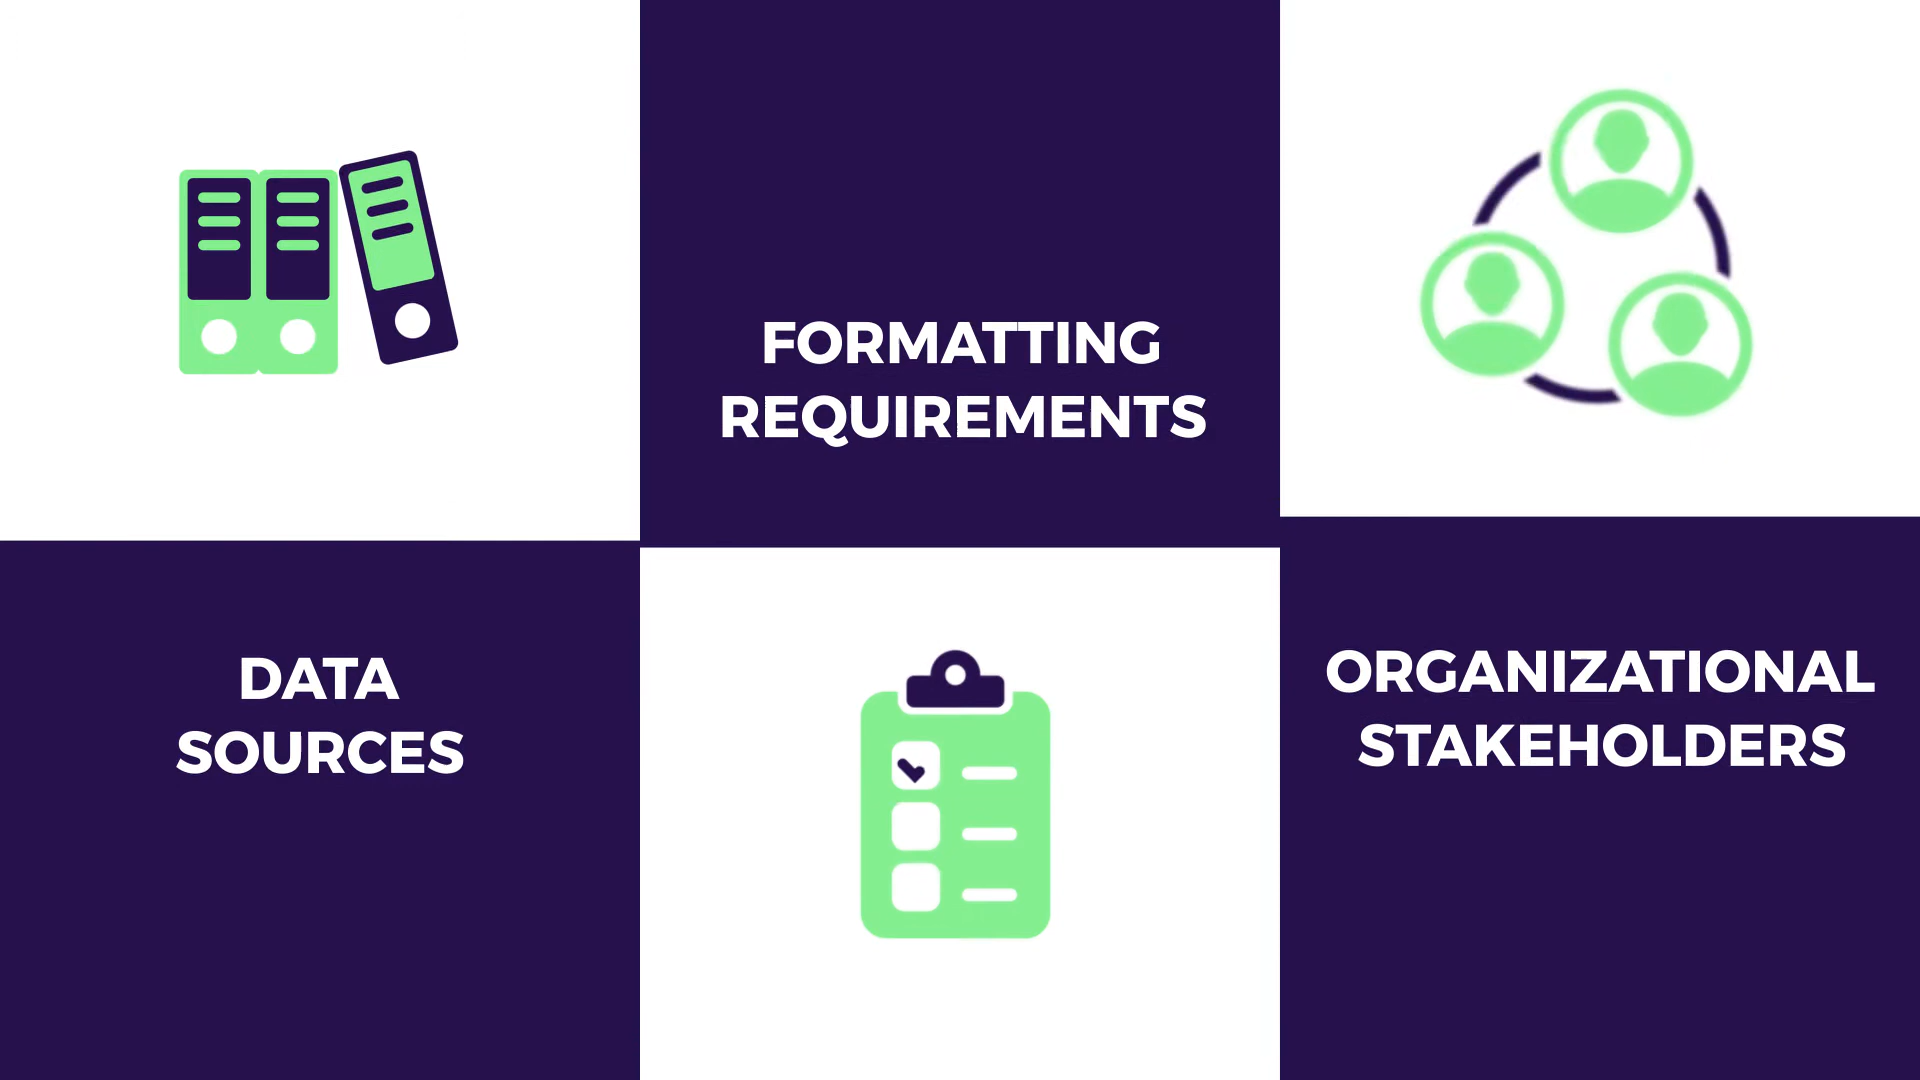 DATA
SOURCES
FORMATTING
REQUIREMENTS
ORGANIZATIONAL
STAKEHOLDERS